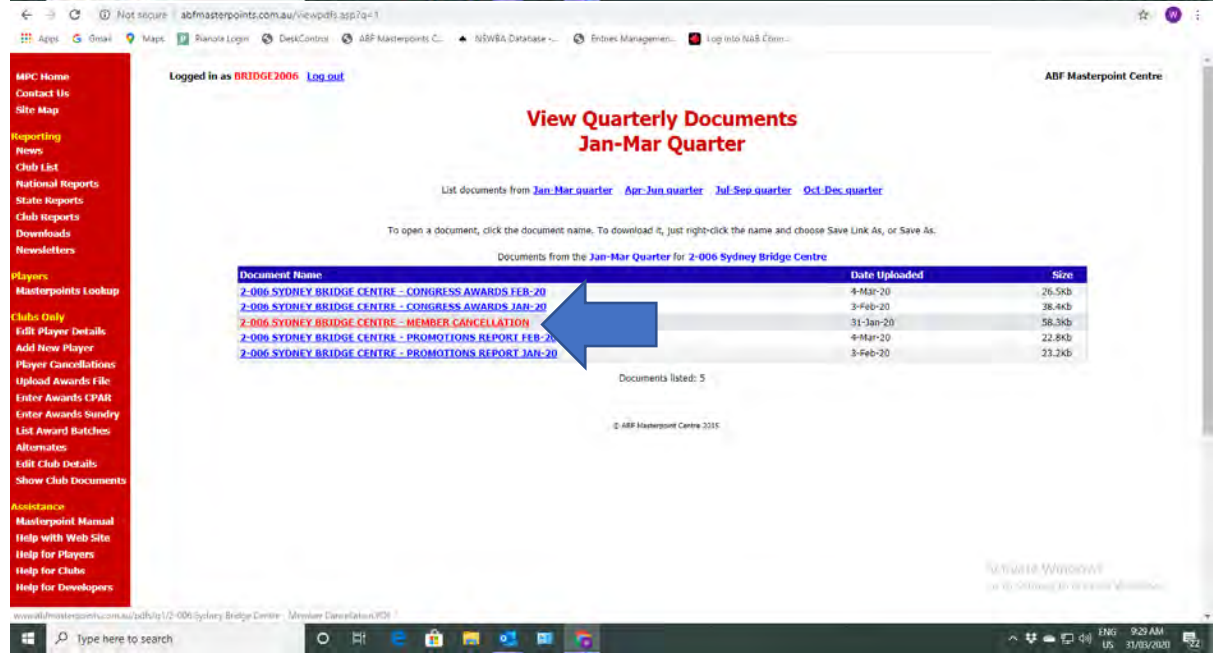 Not secure abfmasterpoints.com.au/viewpdfs.asp?q=1 W
Apps G Gmail Maps Pianola Login DeskControl ABF Masterpoints C... NSWBA Database -... Entries Managemen... Log into NAB Conn...
MPC Home
Contact Us
Site Map
Reporting
News
Club List
National Reports
State Reports
Club Reports
Downloads
Newsletters
Players
Masterpoints Lookup
Clubs Only
Edit Player Details
Add New Player
Player Cancellations
Upload Awards File
Enter Awards CPAR
Enter Awards Sundry
List Award Batches
Alternates
Edit Club Details
Show Club Documents
Assistance
Masterpoint Manual
Help with Web Site
Help for Players
Help for Clubs
Help for Developers
Logged in as BRIDGE2006 Log out
ABF Masterpoint Centre
View Quarterly Documents
Jan-Mar Quarter
List documents from Jan-Mar quarter Apr-Jun quarter Jul-Sep quarter Oct-Dec quarter
To open a document, click the document name. To download it, just right-click the name and choose Save Link As, or Save As.
Documents from the Jan-Mar Quarter for 2-006 Sydney Bridge Centre
Document Name Date Uploaded Size
2-006 SYDNEY BRIDGE CENTRE - CONGRESS AWARDS FEB-20 4-Mar-20 26.5Kb
2-006 SYDNEY BRIDGE CENTRE - CONGRESS AWARDS JAN-20 3-Feb-20 38.4Kb
2-006 SYDNEY BRIDGE CENTRE - MEMBER CANCELLATION 31-Jan-20 58.3Kb
2-006 SYDNEY BRIDGE CENTRE - PROMOTIONS REPORT FEB-20 4-Mar-20 22.8Kb
2-006 SYDNEY BRIDGE CENTRE - PROMOTIONS REPORT JAN-20 3-Feb-20 23.2Kb
Documents listed: 5
© ABF Masterpoint Centre 2015
Activate Windows
Type here to search
ENG 9:29 AM
US 31/03/2020
22